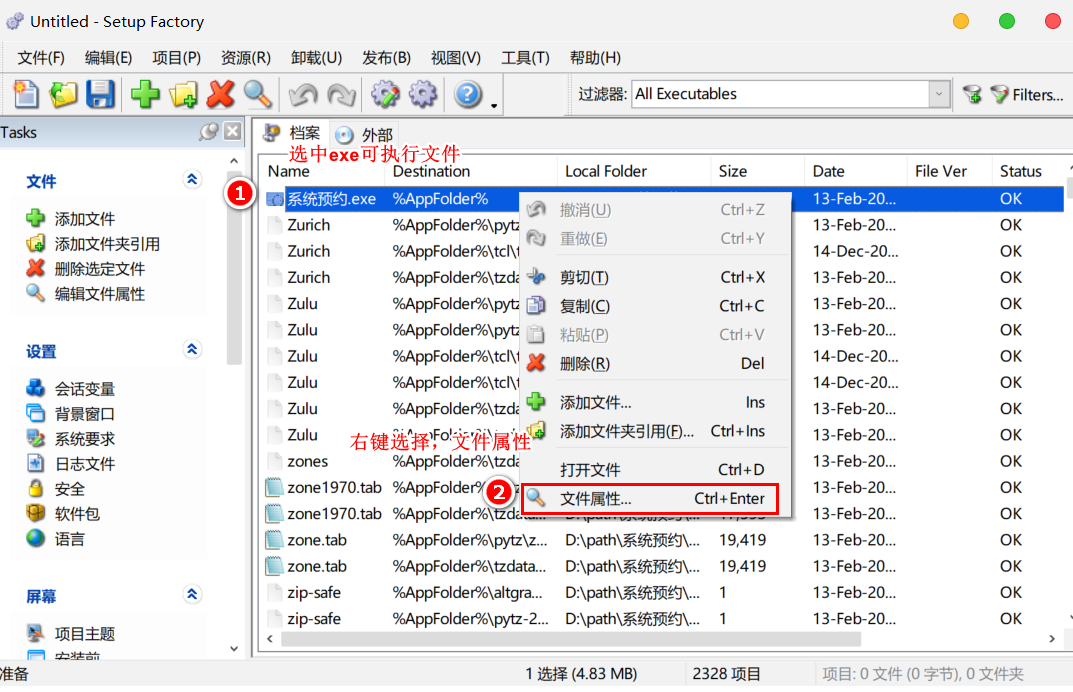 Untitled - Setup Factory
文件(F) 编辑(E) 项目(P) 资源(R) 卸载(U) 发布(B) 视图(V) 工具(T) 帮助(H)
过滤器: All Executables Filters...
Tasks
档案 外部
选中exe可执行文件
Name Destination Local Folder Size Date File Ver Status
1
系统预约.exe %AppFolder% 13-Feb-20... OK
Zurich %AppFolder%\pytz 13-Feb-20... OK
Zurich %AppFolder%\tcl\t 14-Dec-20... OK
Zurich %AppFolder%\tzda 13-Feb-20... OK
Zulu %AppFolder%\pytz 13-Feb-20... OK
Zulu %AppFolder%\pytz 13-Feb-20... OK
Zulu %AppFolder%\tcl\t 14-Dec-20... OK
Zulu %AppFolder%\tcl\t 14-Dec-20... OK
Zulu %AppFolder%\tzda 13-Feb-20... OK
Zulu %AppFolder%\tzda 13-Feb-20... OK
zones %AppFolder%\tzda 13-Feb-20... OK
zone1970.tab %AppFolder%\pytz 13-Feb-20... OK
zone1970.tab %AppFolder%\tzdata... D:\path\系统预约\... 17,593 13-Feb-20... OK
zone.tab %AppFolder%\pytz\z... D:\path\系统预约\... 19,419 13-Feb-20... OK
zone.tab %AppFolder%\tzdata... D:\path\系统预约\... 19,419 13-Feb-20... OK
zip-safe %AppFolder%\altgra... D:\path\系统预约\... 1 13-Feb-20... OK
zip-safe %AppFolder%\pytz-2... D:\path\系统预约\... 1 13-Feb-20... OK
撤消(U) Ctrl+Z
重做(E) Ctrl+Y
剪切(T) Ctrl+X
复制(C) Ctrl+C
粘贴(P) Ctrl+V
删除(R) Del
添加文件... Ins
添加文件夹引用(F)... Ctrl+Ins
打开文件 Ctrl+D
文件属性... Ctrl+Enter
右键选择，文件属性
2
文件
添加文件
添加文件夹引用
删除选定文件
编辑文件属性
设置
会话变量
背景窗口
系统要求
日志文件
安全
软件包
语言
屏幕
项目主题
安装前
准备 1 选择 (4.83 MB) 2328 项目 项目: 0 文件 (0 字节), 0 文件夹